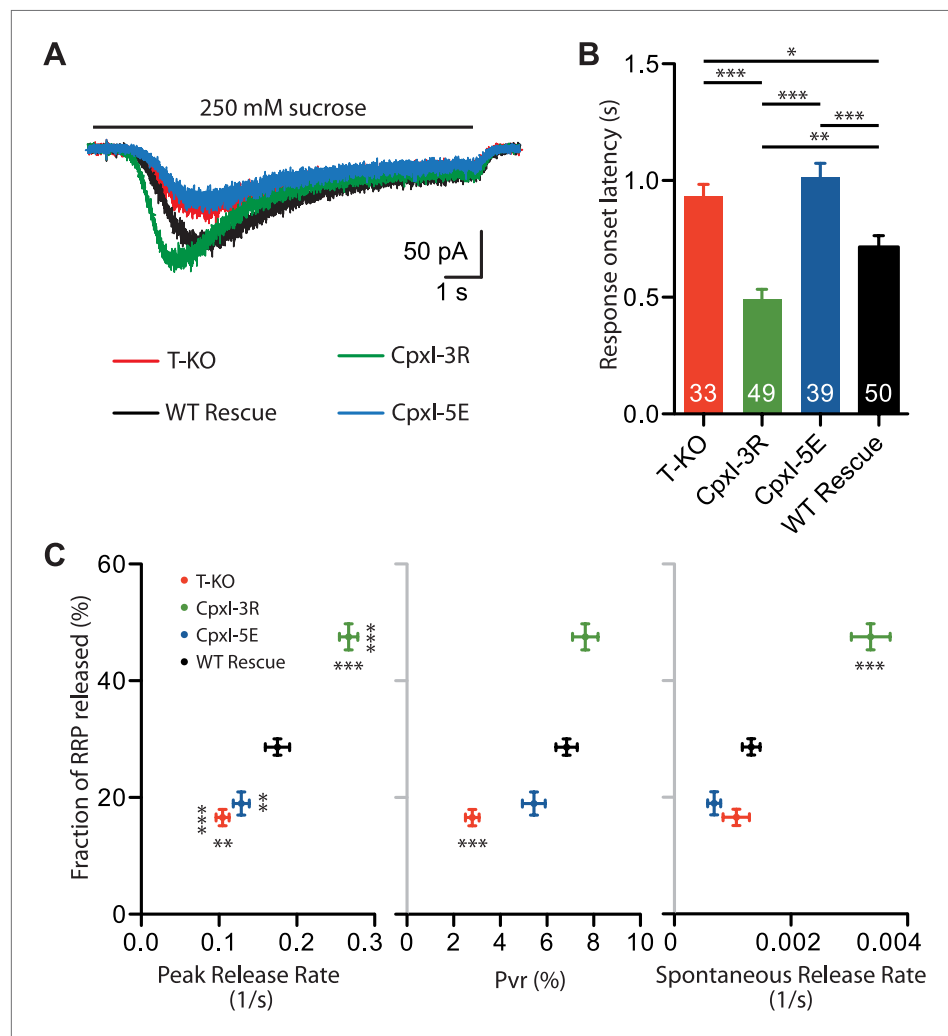 A
250 mM sucrose
50 pA
1 s
T-KO
CpxI-3R
WT Rescue
CpxI-5E
B
Response onset latency (s)
1.5
1.0
0.5
0.0
*
***
***
***
**
33
49
39
50
T-KO
CpxI-3R
CpxI-5E
WT Rescue
C
Fraction of RRP released (%)
60
40
20
0
T-KO
CpxI-3R
CpxI-5E
WT Rescue
***
***
***
**
**
0.0
0.1
0.2
0.3
Peak Release Rate
(1/s)
***
0
2
4
6
8
10
Pvr (%)
***
0
0.002
0.004
Spontaneous Release Rate
(1/s)